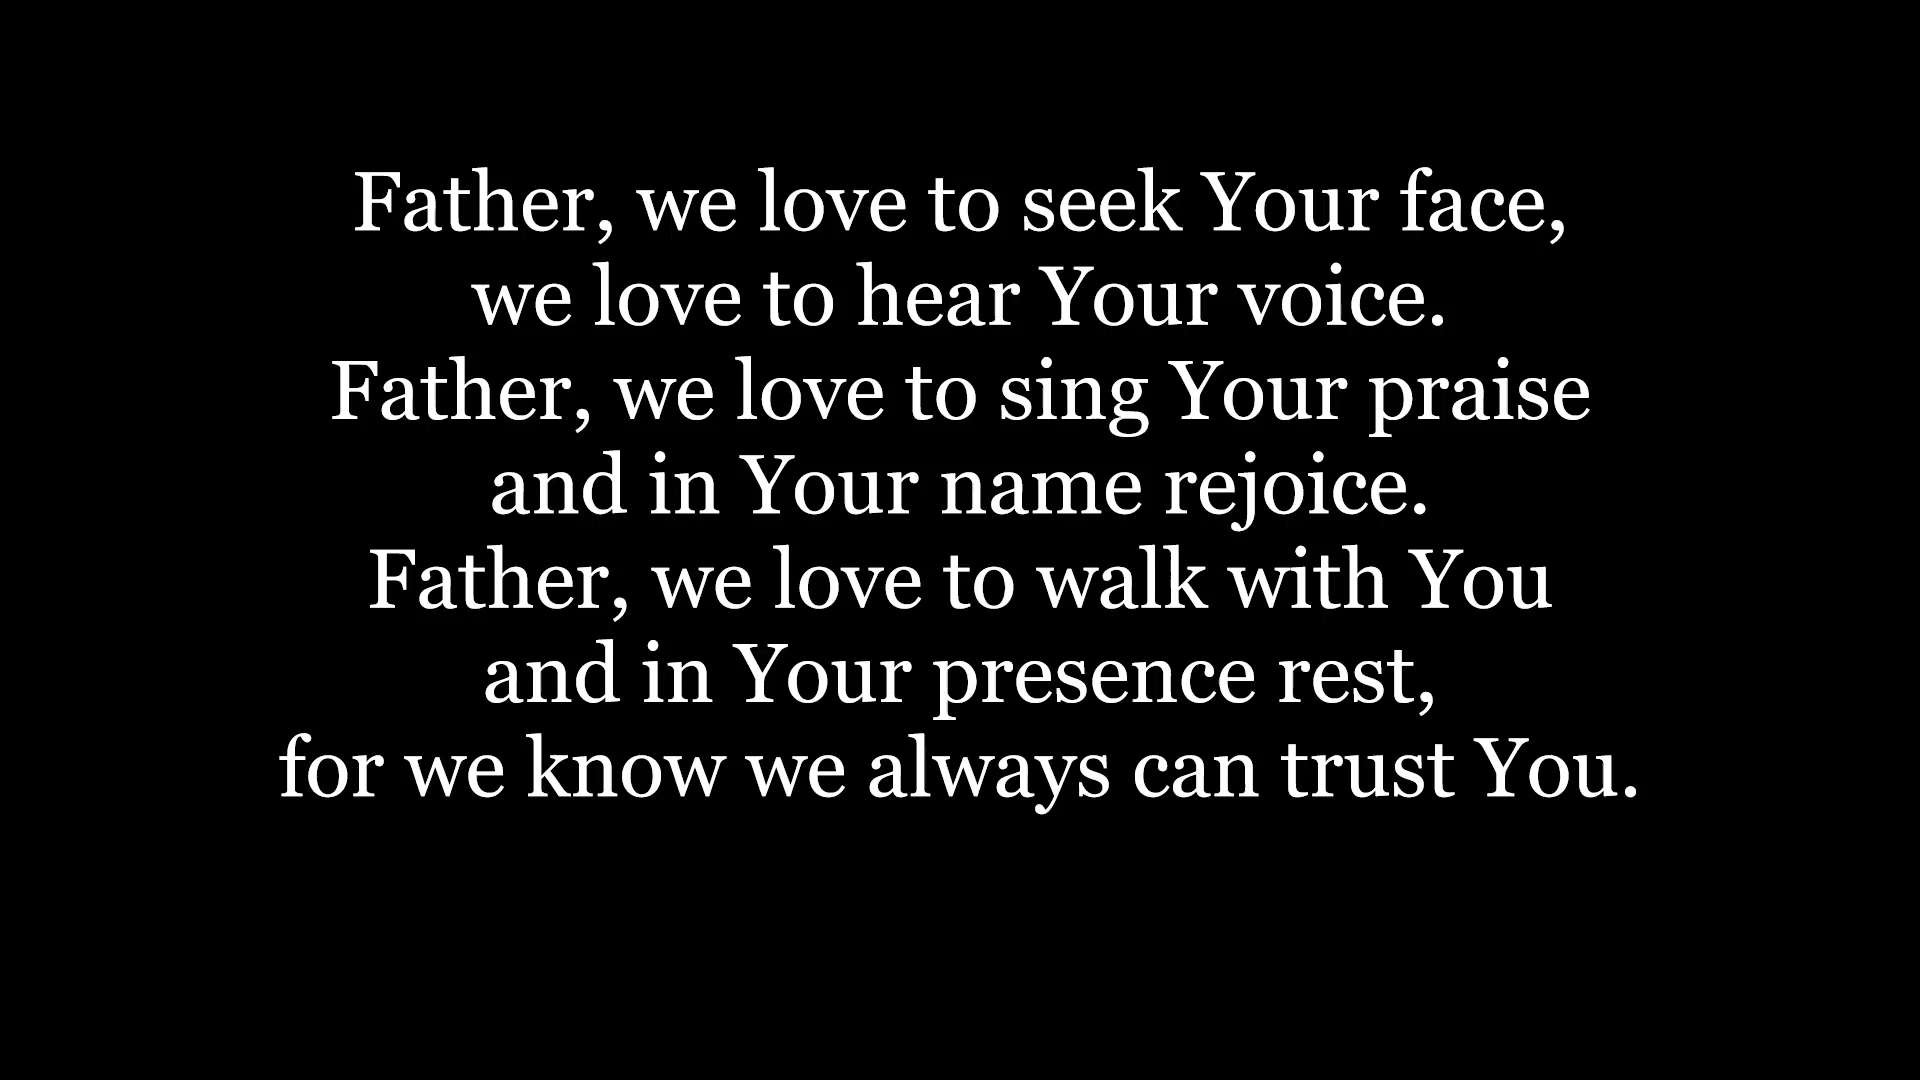 Father, we love to seek Your face,
we love to hear Your voice.
Father, we love to sing Your praise
and in Your name rejoice.
Father, we love to walk with You
and in Your presence rest,
for we know we always can trust You.